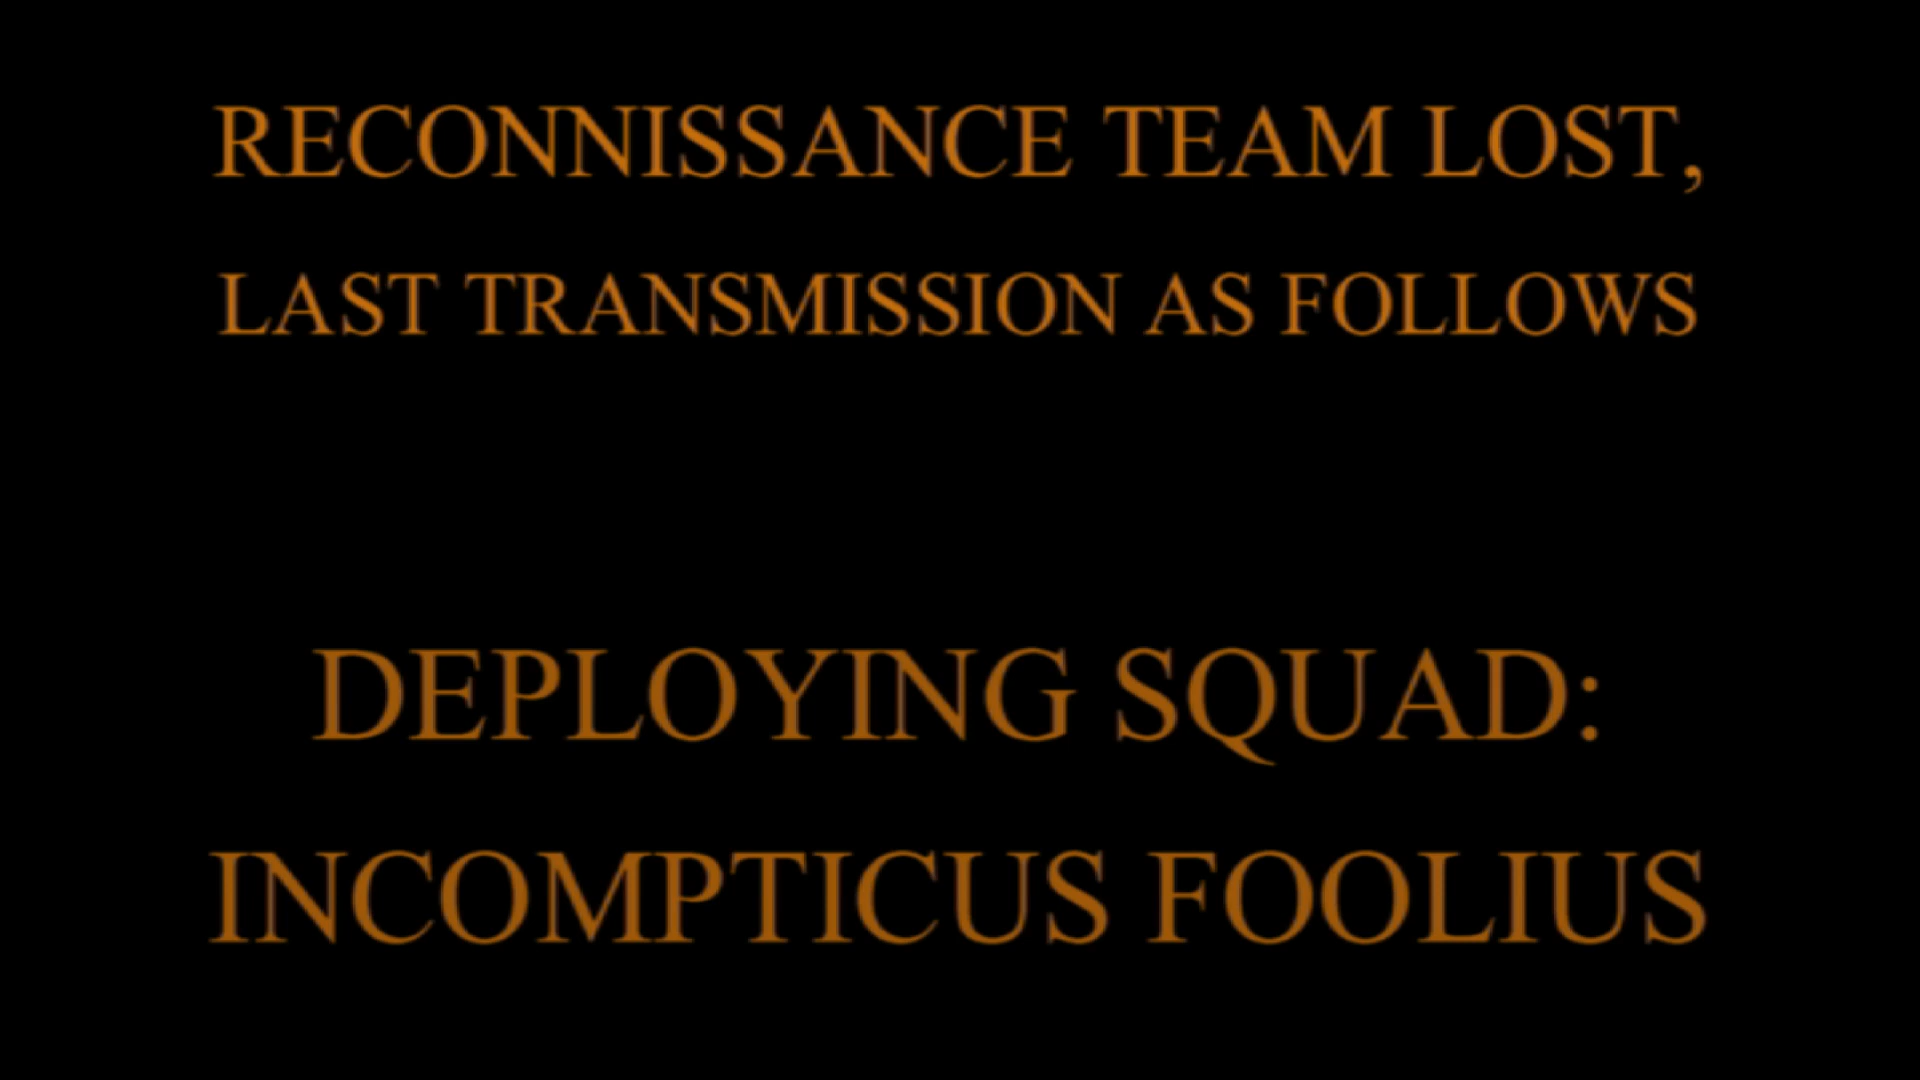 RECONNISSANCE TEAM LOST,
LAST TRANSMISSION AS FOLLOWS
DEPLOYING SQUAD:
INCOMPTICUS FOOLIUS